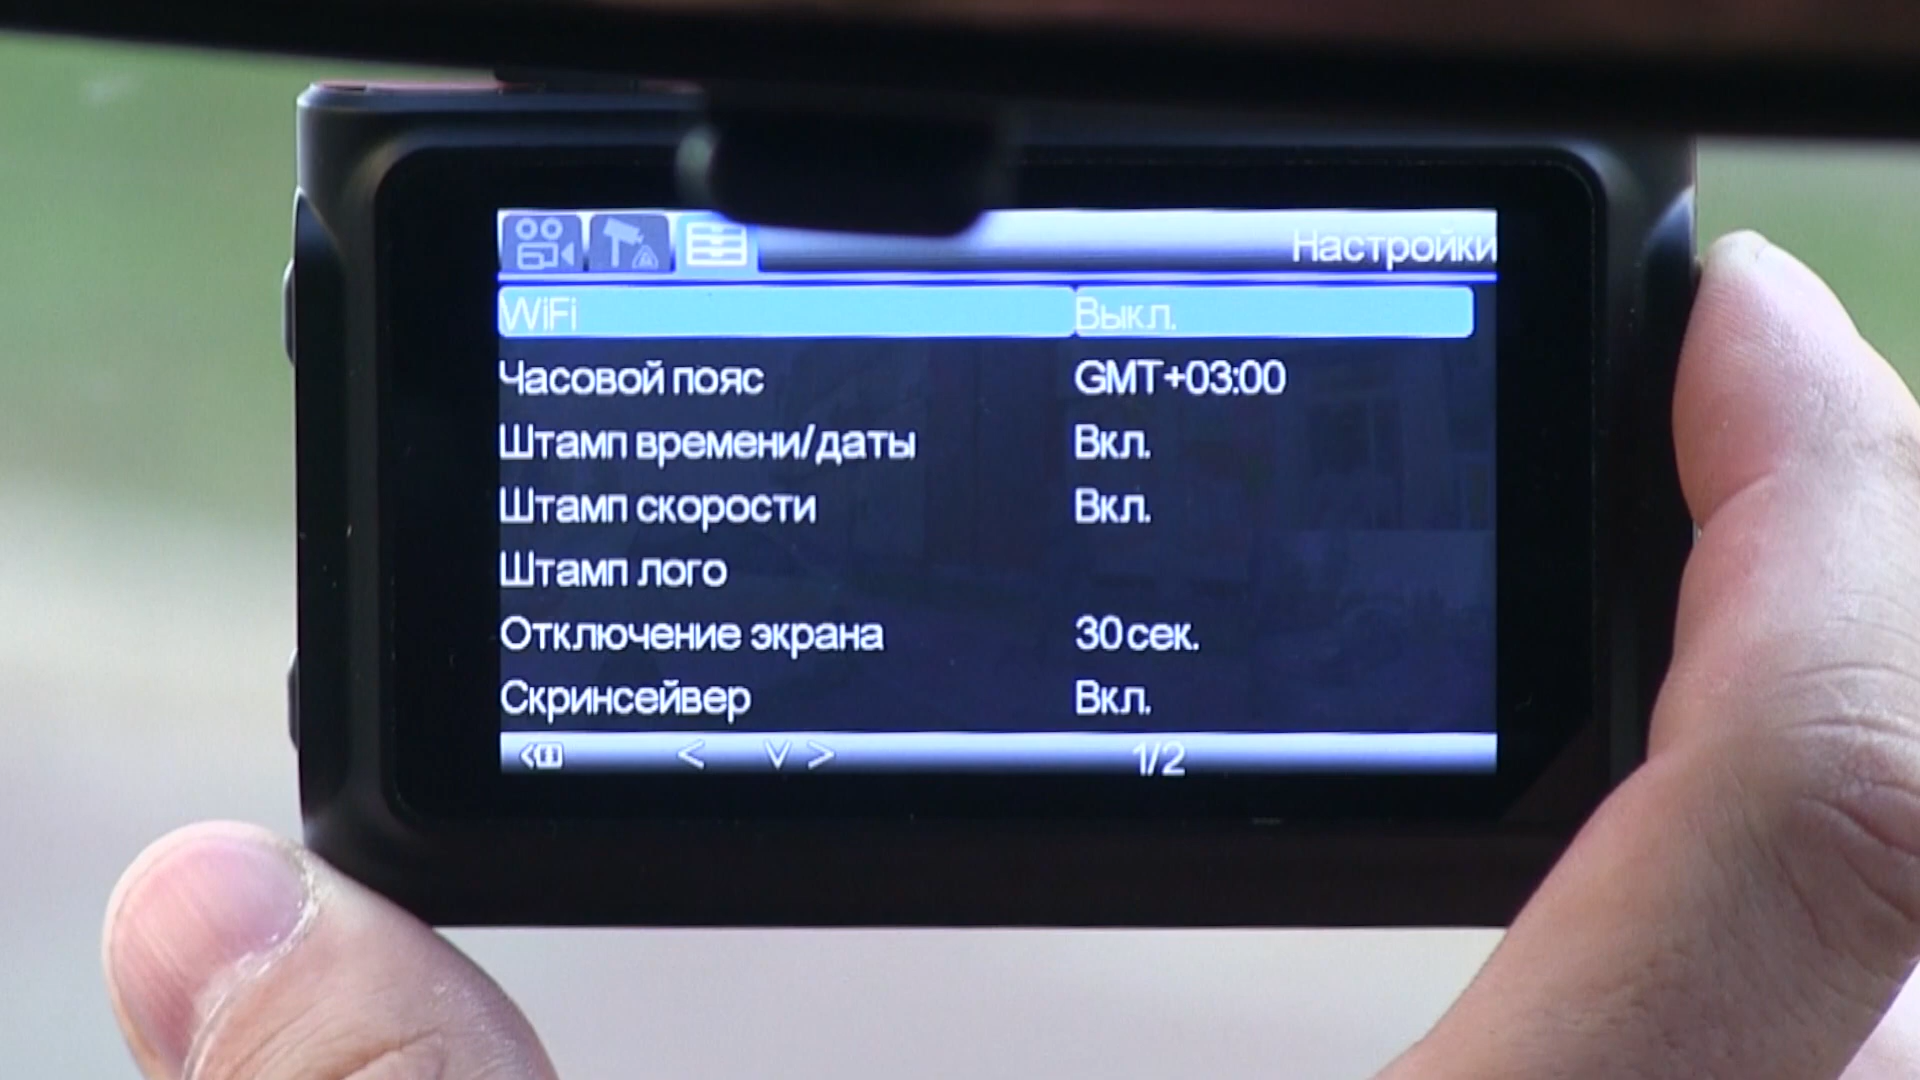 Настройки
WiFi Выкл.
Часовой пояс GMT+03:00
Штамп времени/даты Вкл.
Штамп скорости Вкл.
Штамп лого
Отключение экрана 30 сек.
Скринсейвер Вкл.
1/2